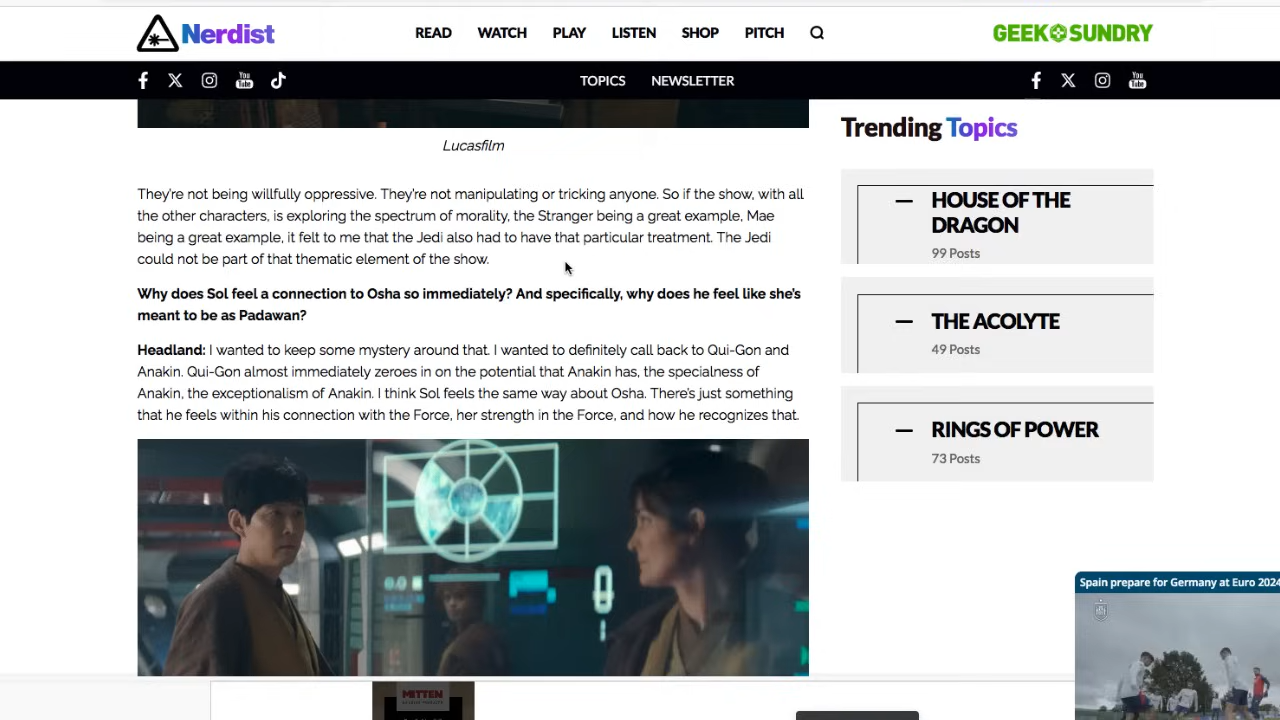 Nerdist
READ WATCH PLAY LISTEN SHOP PITCH
GEEK SUNDRY
You Tube
TOPICS NEWSLETTER
You Tube
Lucasfilm
They're not being willfully oppressive. They're not manipulating or tricking anyone. So if the show, with all
the other characters, is exploring the spectrum of morality, the Stranger being a great example, Mae
being a great example, it felt to me that the Jedi also had to have that particular treatment. The Jedi
could not be part of that thematic element of the show.
Why does Sol feel a connection to Osha so immediately? And specifically, why does he feel like she's
meant to be as Padawan?
Headland: I wanted to keep some mystery around that. I wanted to definitely call back to Qui-Gon and
Anakin. Qui-Gon almost immediately zeroes in on the potential that Anakin has, the specialness of
Anakin, the exceptionalism of Anakin. I think Sol feels the same way about Osha. There's just something
that he feels within his connection with the Force, her strength in the Force, and how he recognizes that.
Trending Topics
HOUSE OF THE
DRAGON
99 Posts
THE ACOLYTE
49 Posts
RINGS OF POWER
73 Posts
Spain prepare for Germany at Euro 2024
MITTEN